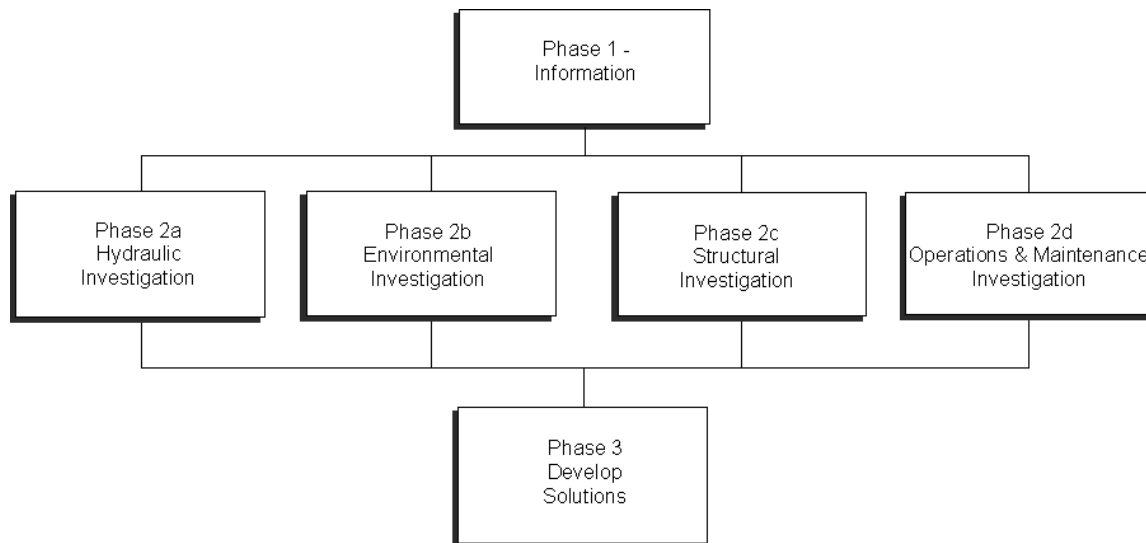 Phase 1 -
Information
Phase 2a
Hydraulic
Investigation
Phase 2b
Environmental
Investigation
Phase 2c
Structural
Investigation
Phase 2d
Operations & Maintenance
Investigation
Phase 3
Develop
Solutions